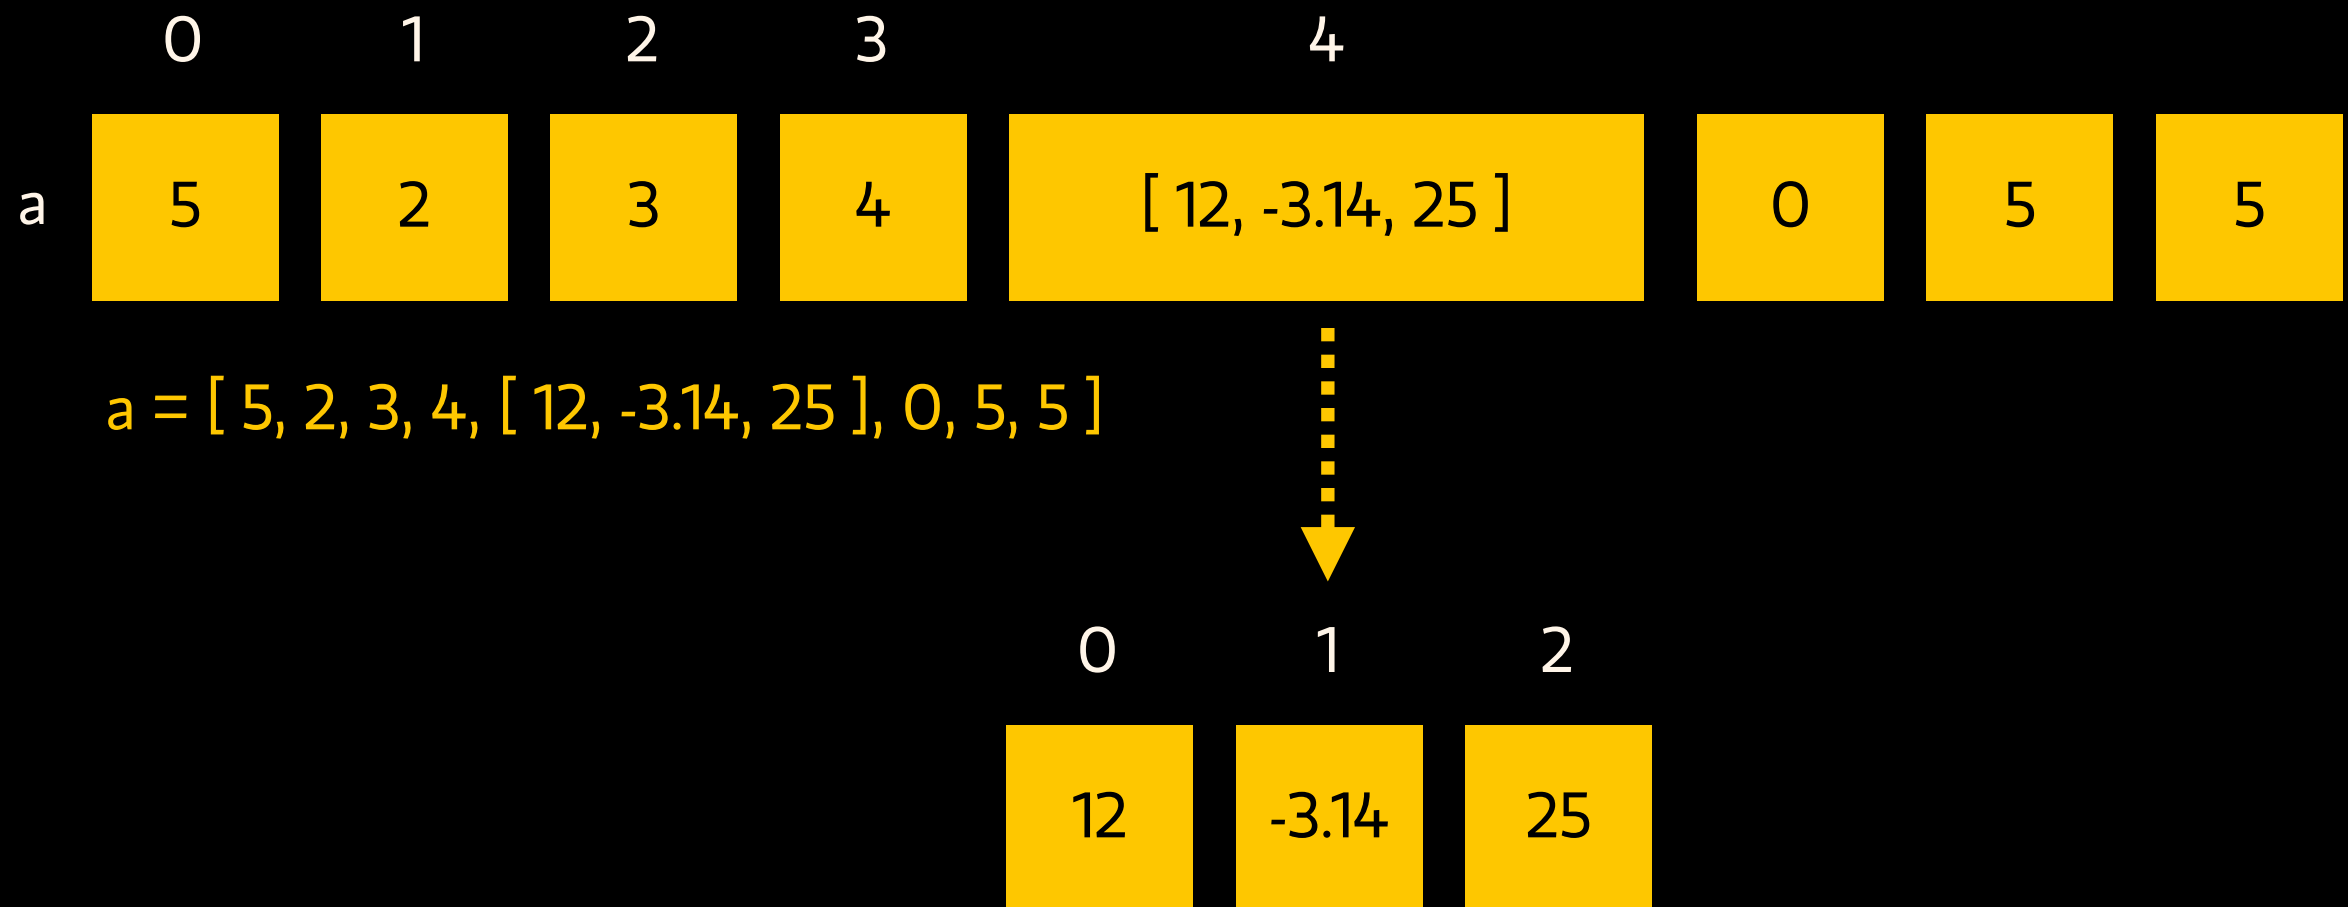 0 1 2 3 4
a 5 2 3 4 [ 12, -3.14, 25 ] 0 5 5
a = [ 5, 2, 3, 4, [ 12, -3.14, 25 ], 0, 5, 5 ]
0 1 2
12 -3.14 25